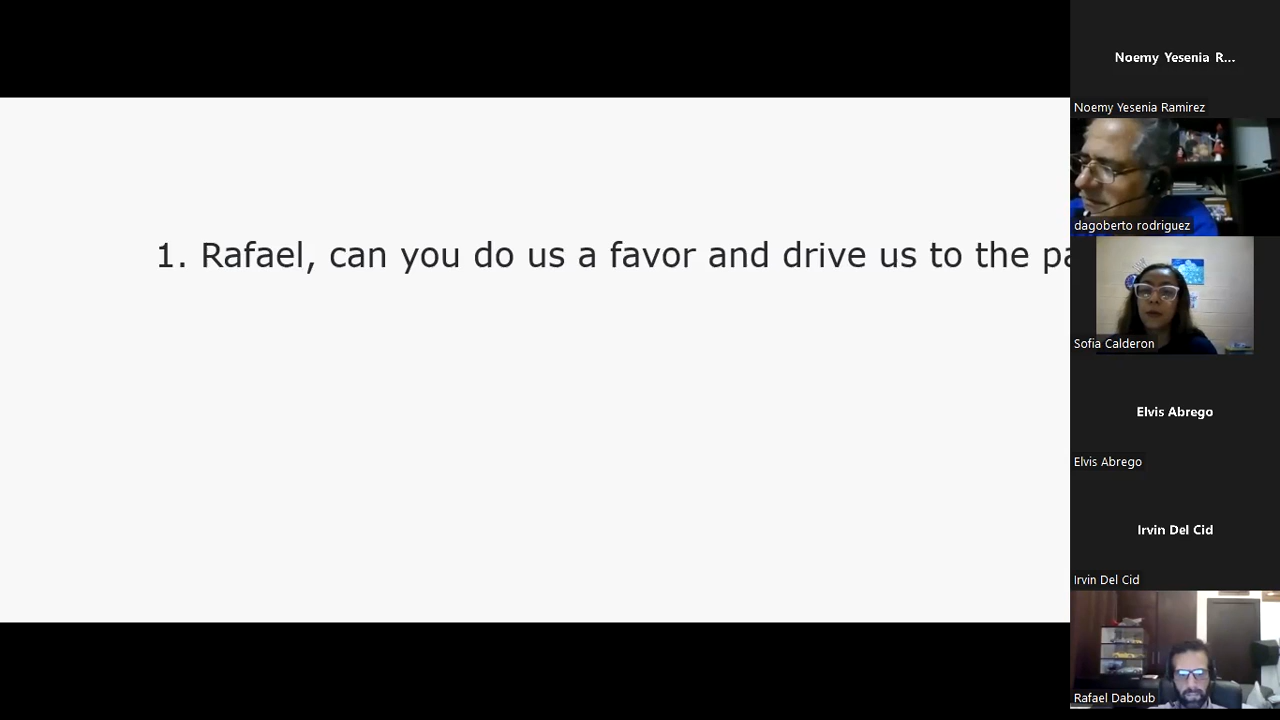 1. Rafael, can you do us a favor and drive us to the pa
Noemy Yesenia R...
Noemy Yesenia Ramirez
dagoberto rodriguez
Sofia Calderon
Elvis Abrego
Elvis Abrego
Irvin Del Cid
Irvin Del Cid
Rafael Daboub